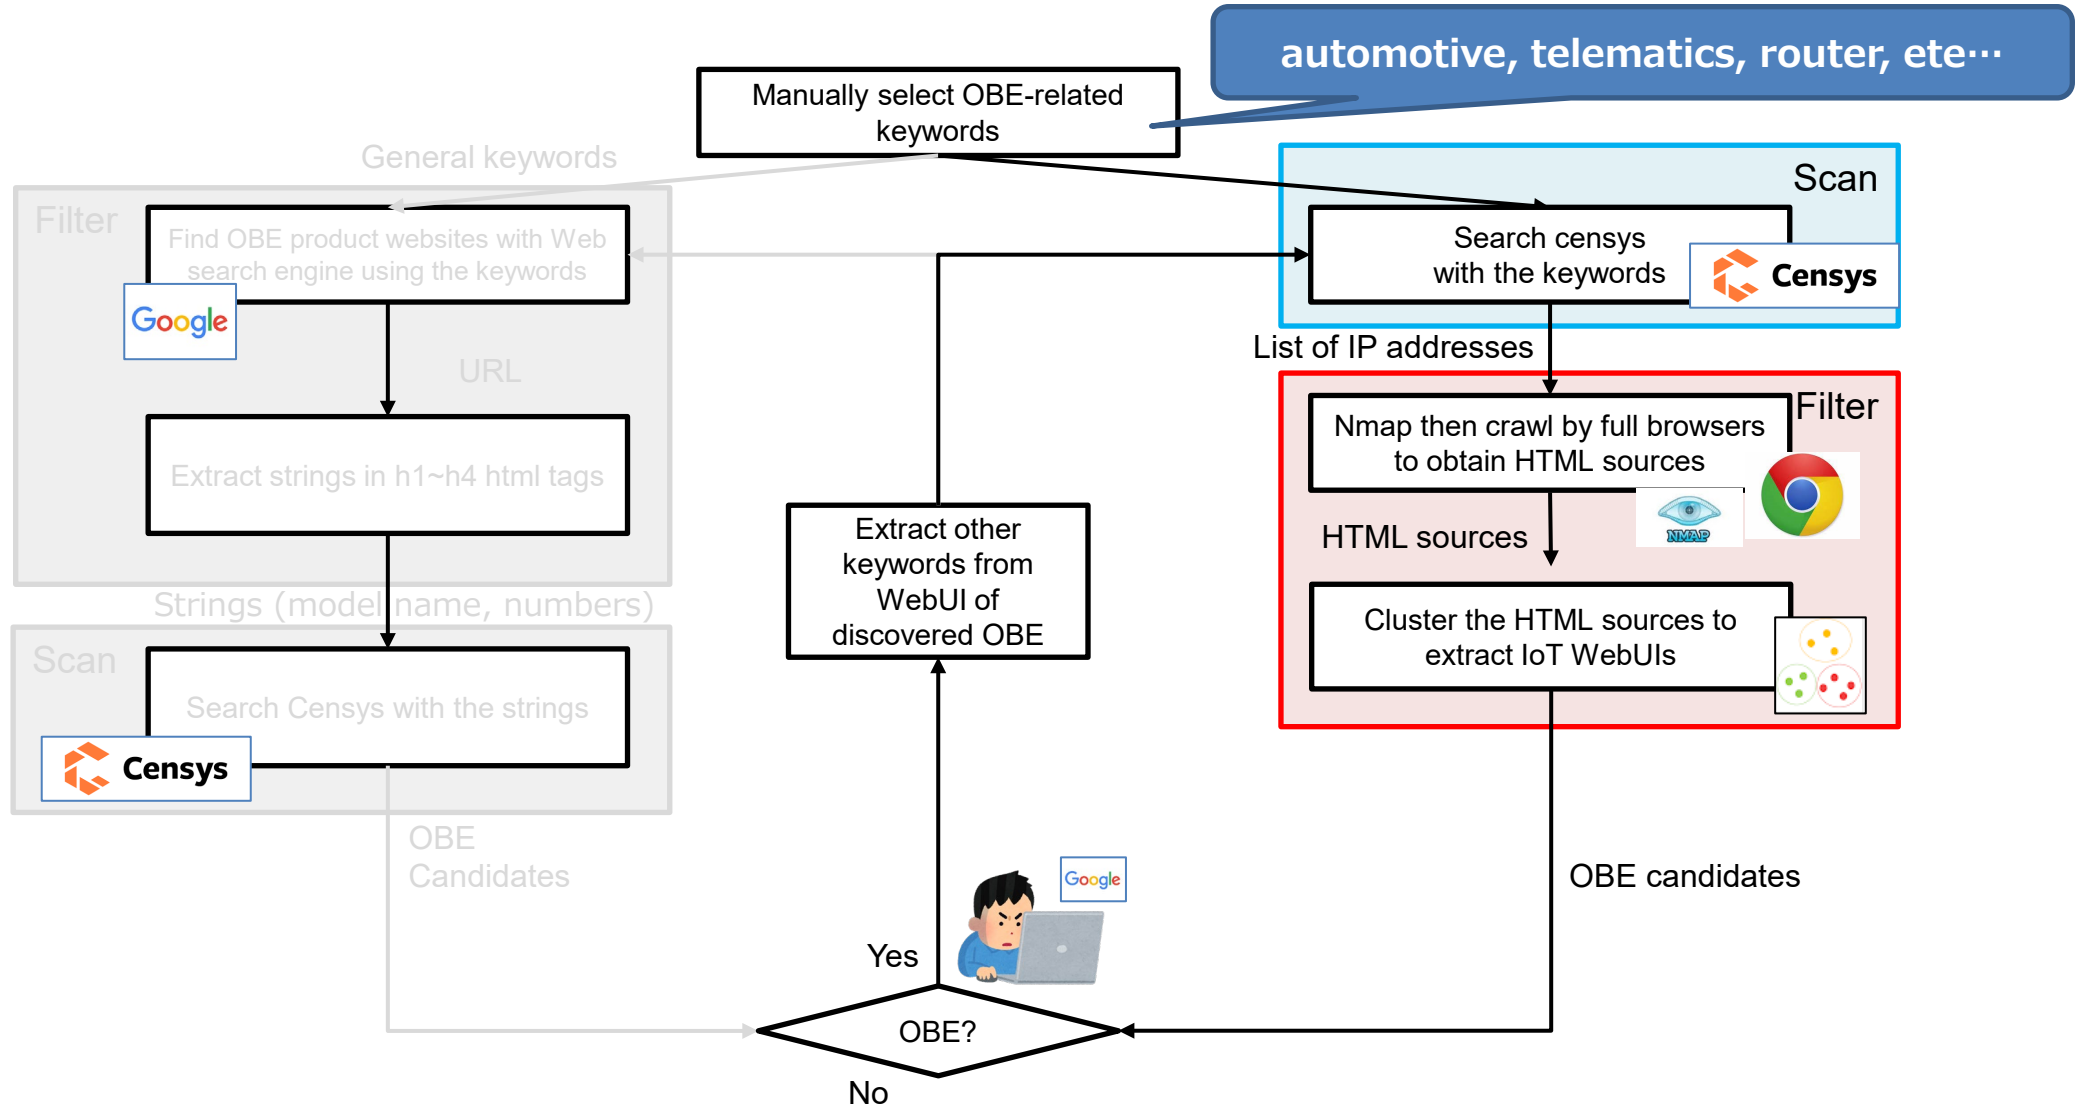 automotive, telematics, router, ete…
Manually select OBE-related
keywords
General keywords
Filter
Find OBE product websites with Web
search engine using the keywords
Google
URL
Extract strings in h1~h4 html tags
Strings (model name, numbers)
Scan
Search Censys with the strings
Censys
OBE
Candidates
Scan
Search censys
with the keywords
Censys
List of IP addresses
Filter
Nmap then crawl by full browsers
to obtain HTML sources
NMAP
HTML sources
Cluster the HTML sources to
extract IoT WebUIs
OBE candidates
Extract other
keywords from
WebUI of
discovered OBE
Google
Yes
OBE?
No